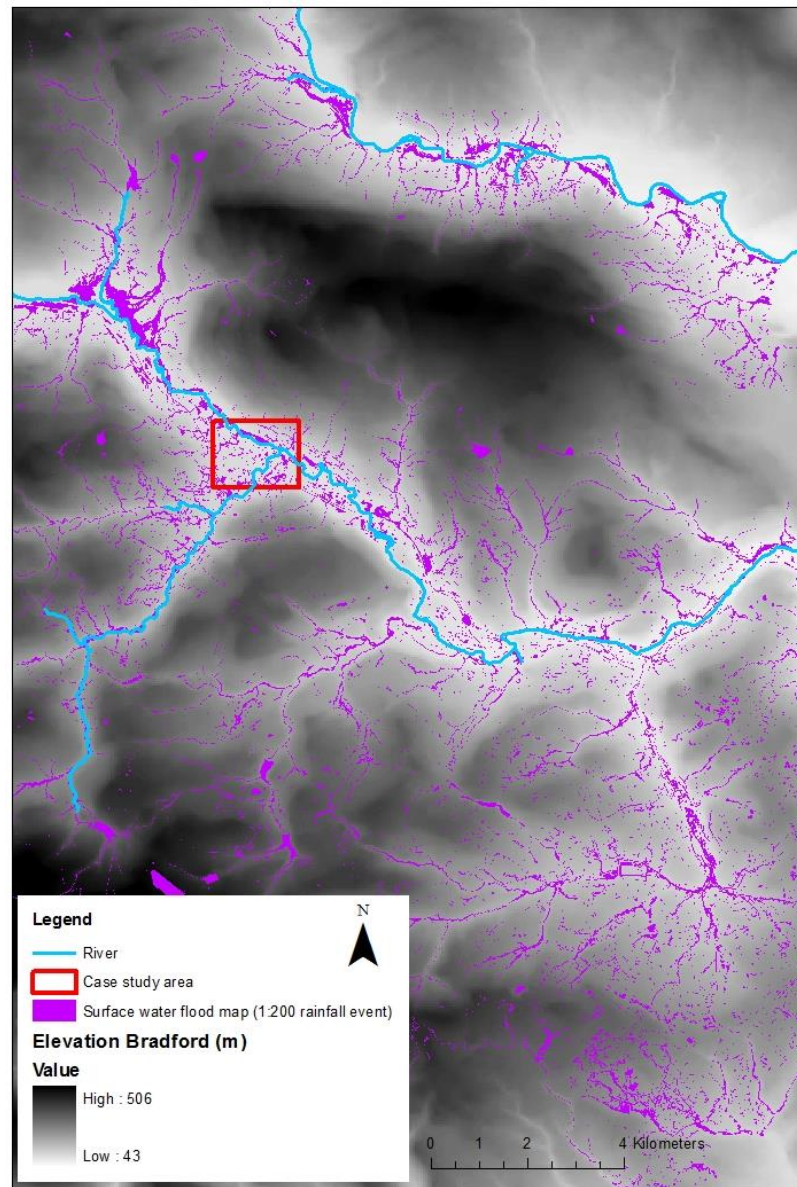 Legend
N
River
Case study area
Surface water flood map (1:200 rainfall event)
Elevation Bradford (m)
Value
High : 506
Low : 43
0 1 2 4 Kilometers